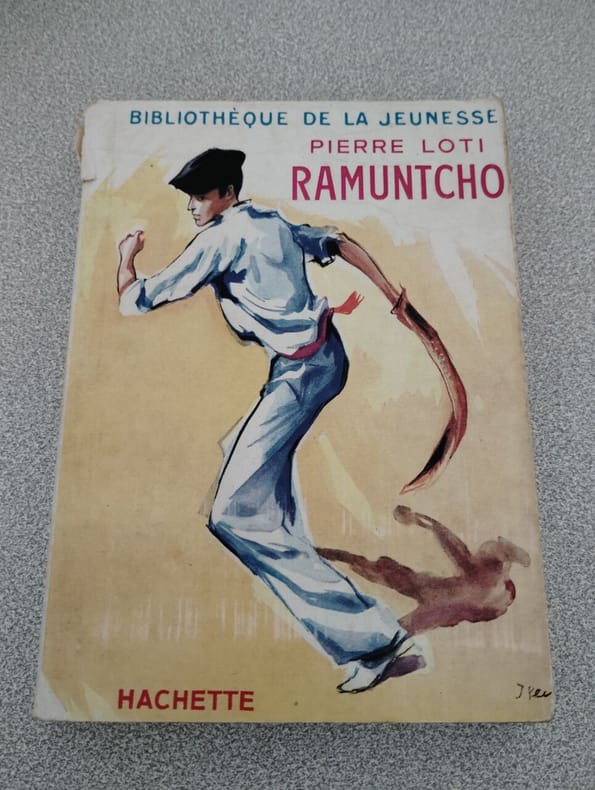 BIBLIOTHÈQUE DE LA JEUNESSE
PIERRE LOTI
RAMUNTCHO
HACHETTE